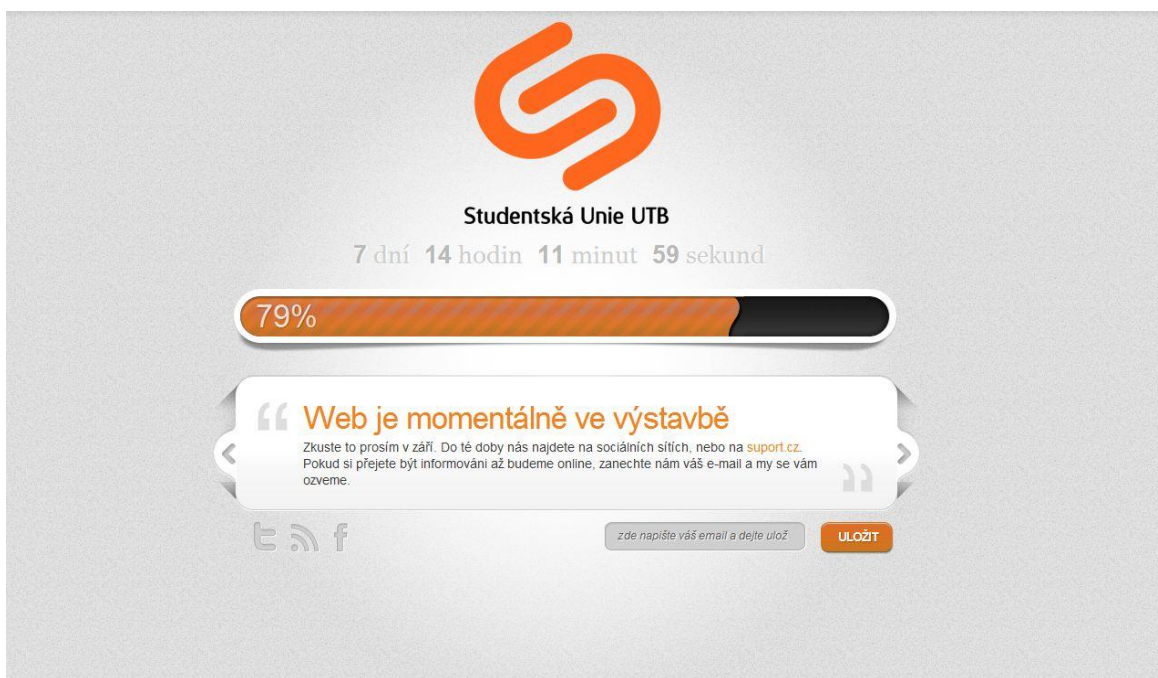 Studentská Unie UTB
7 dní 14 hodin 11 minut 59 sekund
79%
Web je momentálně ve výstavbě
Zkuste to prosím v září. Do té doby nás najdete na sociálních sítích, nebo na suport.cz.
Pokud si přejete být informováni až budeme online, zanechte nám váš e-mail a my se vám
ozveme.
zde napište váš email a dejte ulož
ULOŽIT